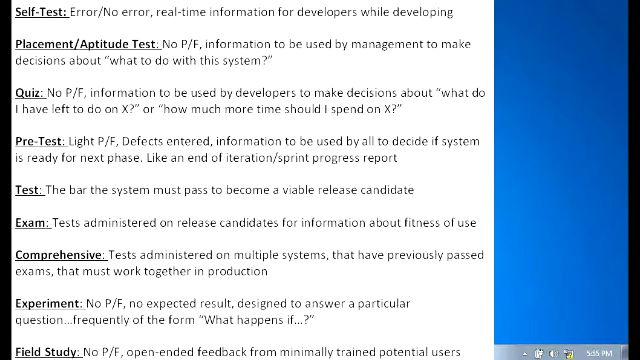 Self-Test: Error/No error, real-time information for developers while developing
Placement/Aptitude Test: No P/F, information to be used by management to make
decisions about “what to do with this system?”
Quiz: No P/F, information to be used by developers to make decisions about “what do
I have left to do on X?” or “how much more time should I spend on X?”
Pre-Test: Light P/F, Defects entered, information to be used by all to decide if system
is ready for next phase. Like an end of iteration/sprint progress report
Test: The bar the system must pass to become a viable release candidate
Exam: Tests administered on release candidates for information about fitness of use
Comprehensive: Tests administered on multiple systems, that have previously passed
exams, that must work together in production
Experiment: No P/F, no expected result, designed to answer a particular
question...frequently of the form “What happens if...?”
Field Study: No P/F, open-ended feedback from minimally trained potential users
5:55 PM